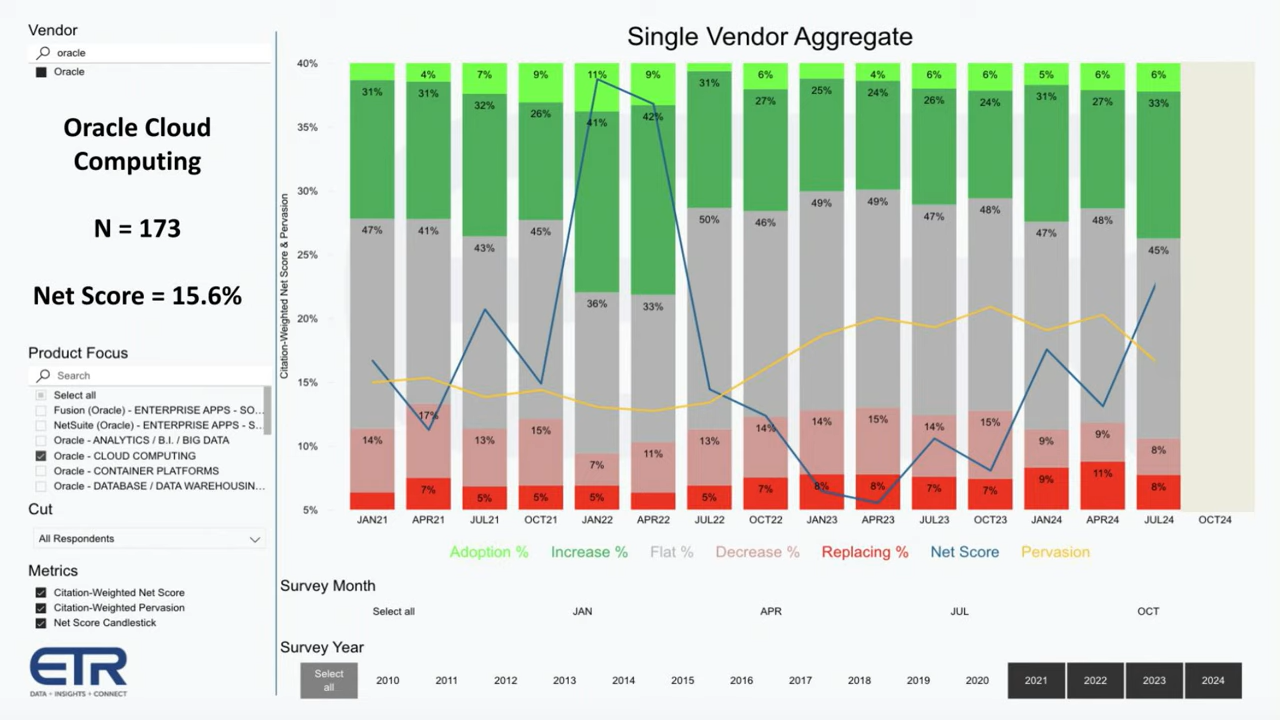 Vendor
oracle
Oracle
Oracle Cloud
Computing
N = 173
Net Score = 15.6%
Product Focus
Search
Select all
Fusion (Oracle) - ENTERPRISE APPS - SO...
NetSuite (Oracle) - ENTERPRISE APPS - S...
Oracle - ANALYTICS / B.I. / BIG DATA
Oracle - CLOUD COMPUTING
Oracle - CONTAINER PLATFORMS
Oracle - DATABASE / DATA WAREHOUSIN...
Cut
All Respondents
Metrics
Citation-Weighted Net Score
Citation-Weighted Pervasion
Net Score Candlestick
ETR
DATA + INSIGHTS + CONNECT
Single Vendor Aggregate
Citation-Weighted Net Score & Pervasion
40%
35%
30%
25%
20%
15%
10%
5%
4% 7% 9% 11% 9% 6% 4% 6% 6% 5% 6% 6%
31% 31% 32% 26% 41% 42% 31% 27% 25% 24% 26% 24% 31% 27% 33%
47% 41% 43% 45% 36% 33% 50% 46% 49% 49% 47% 48% 47% 48% 45%
14% 17% 13% 15% 7% 11% 13% 14% 14% 15% 14% 15% 9% 9% 8%
7% 5% 5% 5% 5% 7% 8% 8% 7% 7% 9% 11% 8%
JAN21 APR21 JUL21 OCT21 JAN22 APR22 JUL22 OCT22 JAN23 APR23 JUL23 OCT23 JAN24 APR24 JUL24 OCT24
Adoption % Increase % Flat % Decrease % Replacing % Net Score Pervasion
Survey Month
Select all JAN APR JUL OCT
Survey Year
Select all 2010 2011 2012 2013 2014 2015 2016 2017 2018 2019 2020 2021 2022 2023 2024